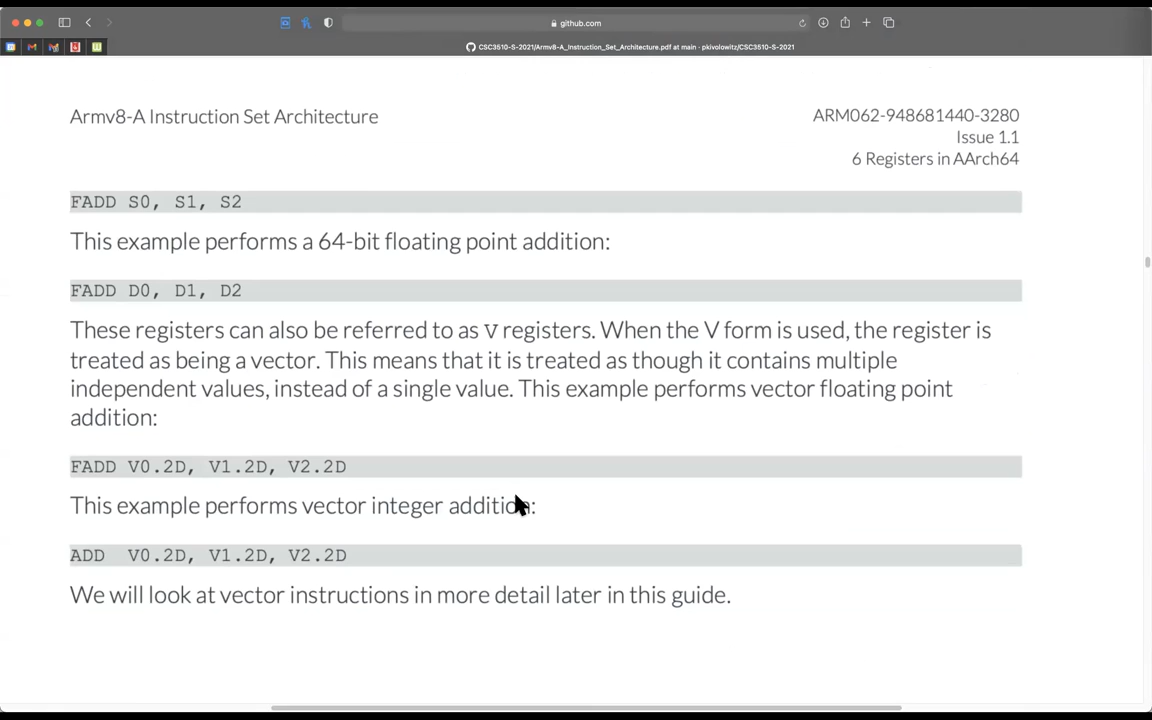 github.com
CSC3510-S-2021/Armv8-A_Instruction_Set_Architecture.pdf at main · pkivolowitz/CSC3510-S-2021
Armv8-A Instruction Set Architecture
ARM062-948681440-3280
Issue 1.1
6 Registers in AArch64
FADD S0, S1, S2
This example performs a 64-bit floating point addition:
FADD D0, D1, D2
These registers can also be referred to as V registers. When the V form is used, the register is
treated as being a vector. This means that it is treated as though it contains multiple
independent values, instead of a single value. This example performs vector floating point
addition:
FADD V0.2D, V1.2D, V2.2D
This example performs vector integer addition:
ADD  V0.2D, V1.2D, V2.2D
We will look at vector instructions in more detail later in this guide.